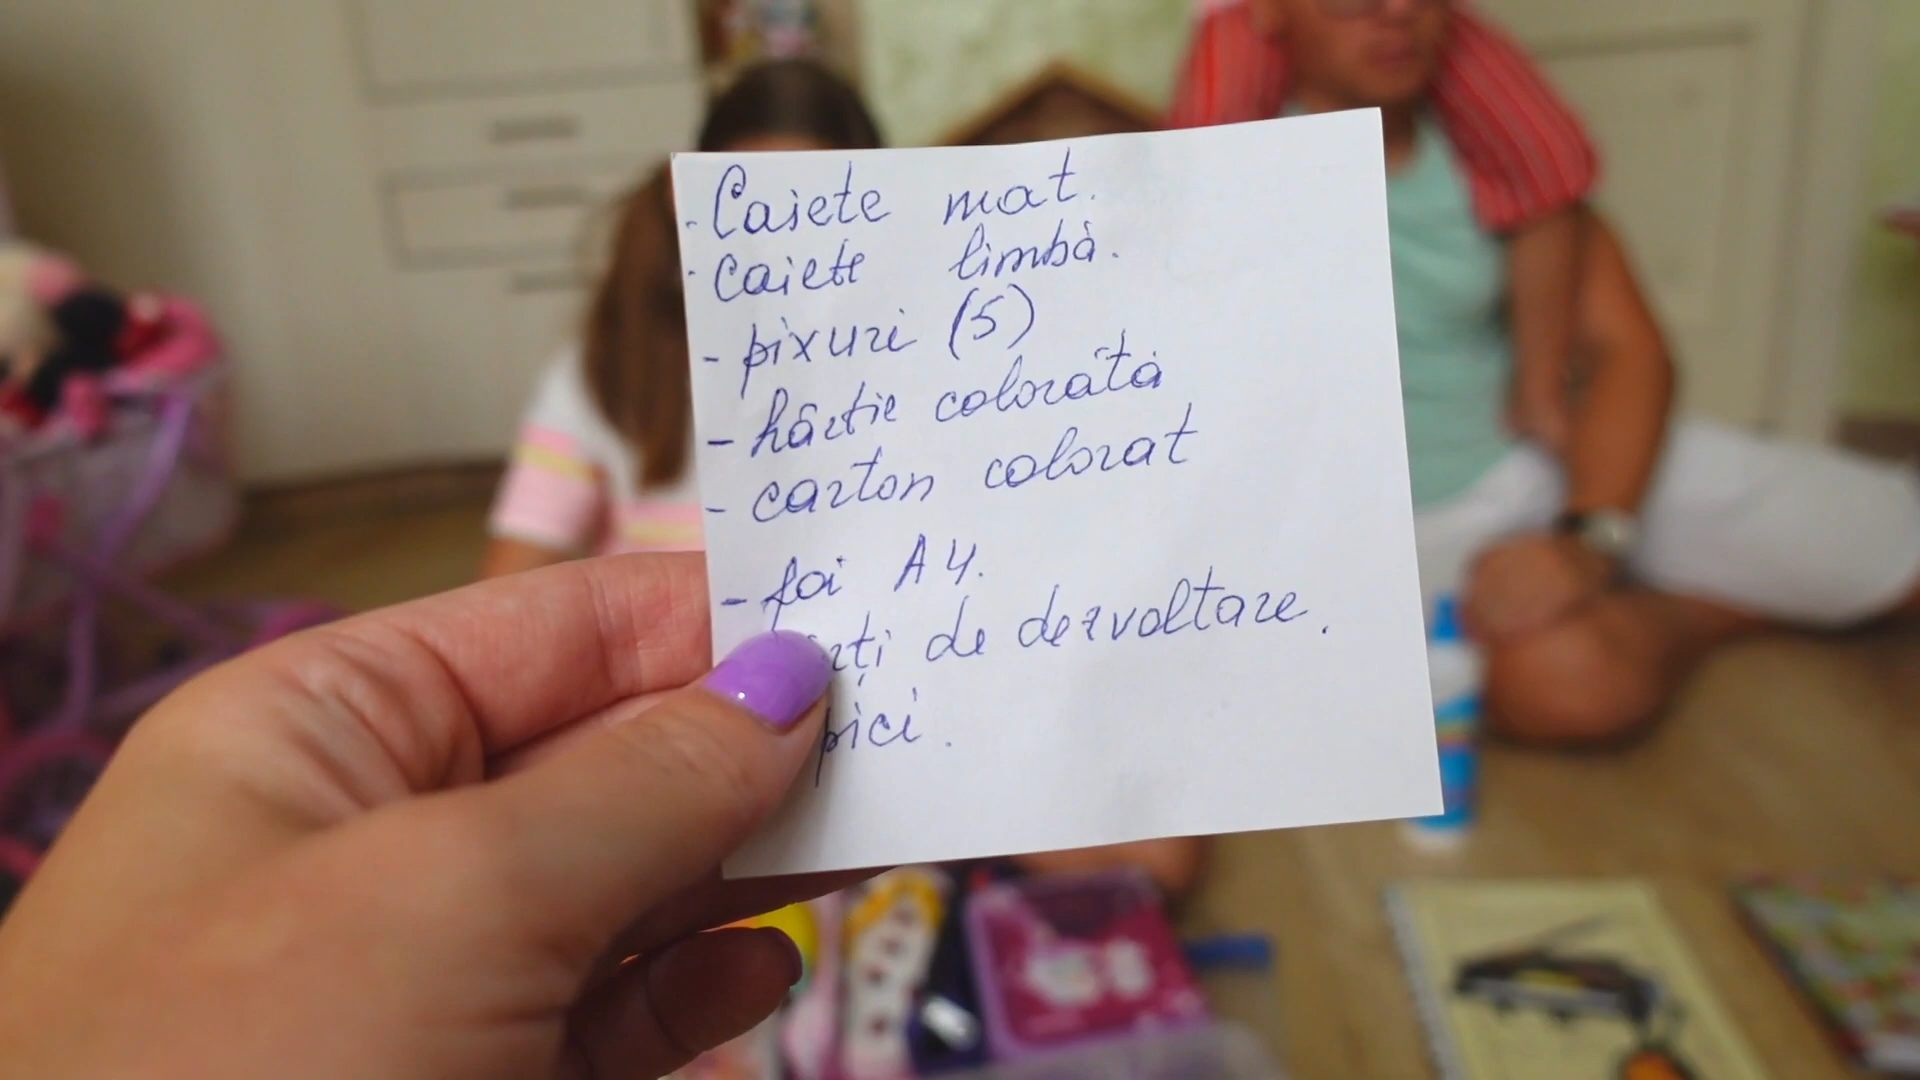 - Caiete mat.
- Caiete limbă.
- pixuri (5)
- hârtie colorată
- carton colorat
- foi A4.
de dezvoltare.